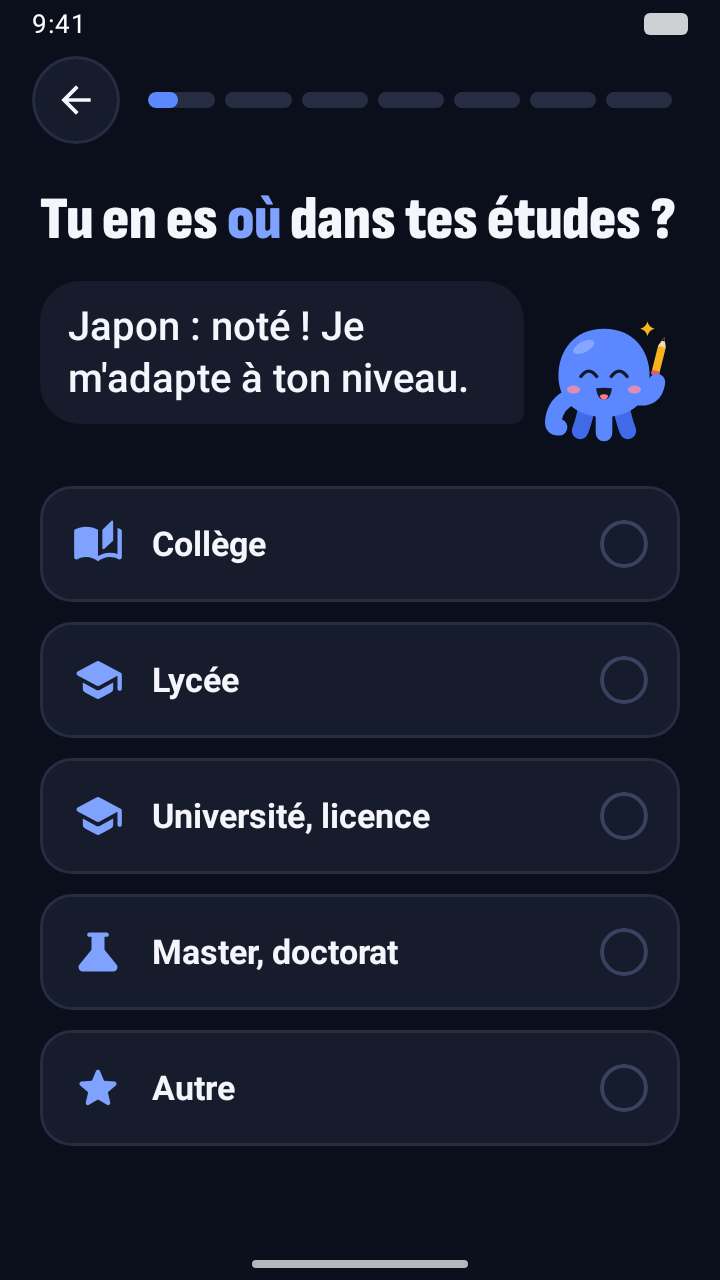 9:41
Tu en es où dans tes études ?
Japon : noté ! Je
m'adapte à ton niveau.
Collège
Lycée
Université, licence
Master, doctorat
Autre